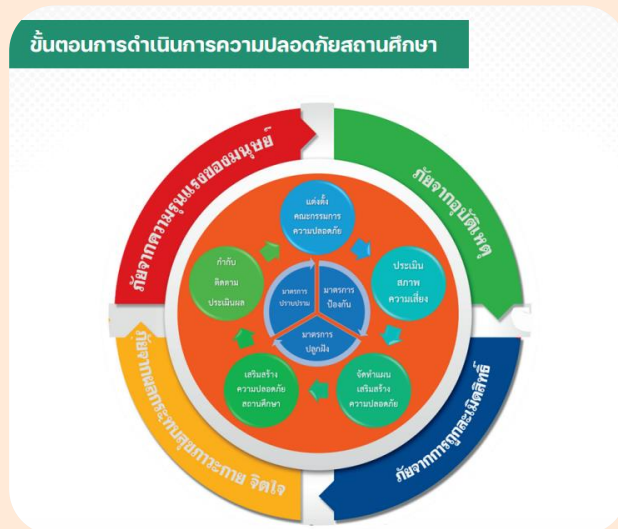 ขั้นตอนการดำเนินการความปลอดภัยสถานศึกษา
ภัยจากความรุนแรงของมนุษย์
ภัยจากอุบัติเหตุ
ภัยจากการถูกละเมิดสิทธิ์
ภัยจากผลกระทบสุขภาวะกาย จิตใจ
แต่งตั้ง
คณะกรรมการ
ความปลอดภัย
ประเมิน
สภาพ
ความเสี่ยง
จัดทำแผน
เสริมสร้าง
ความปลอดภัย
เสริมสร้าง
ความปลอดภัย
สถานศึกษา
กำกับ
ติดตาม
ประเมินผล
มาตรการ
ป้องกัน
มาตรการ
ปลูกฝัง
มาตรการ
ปราบปราม